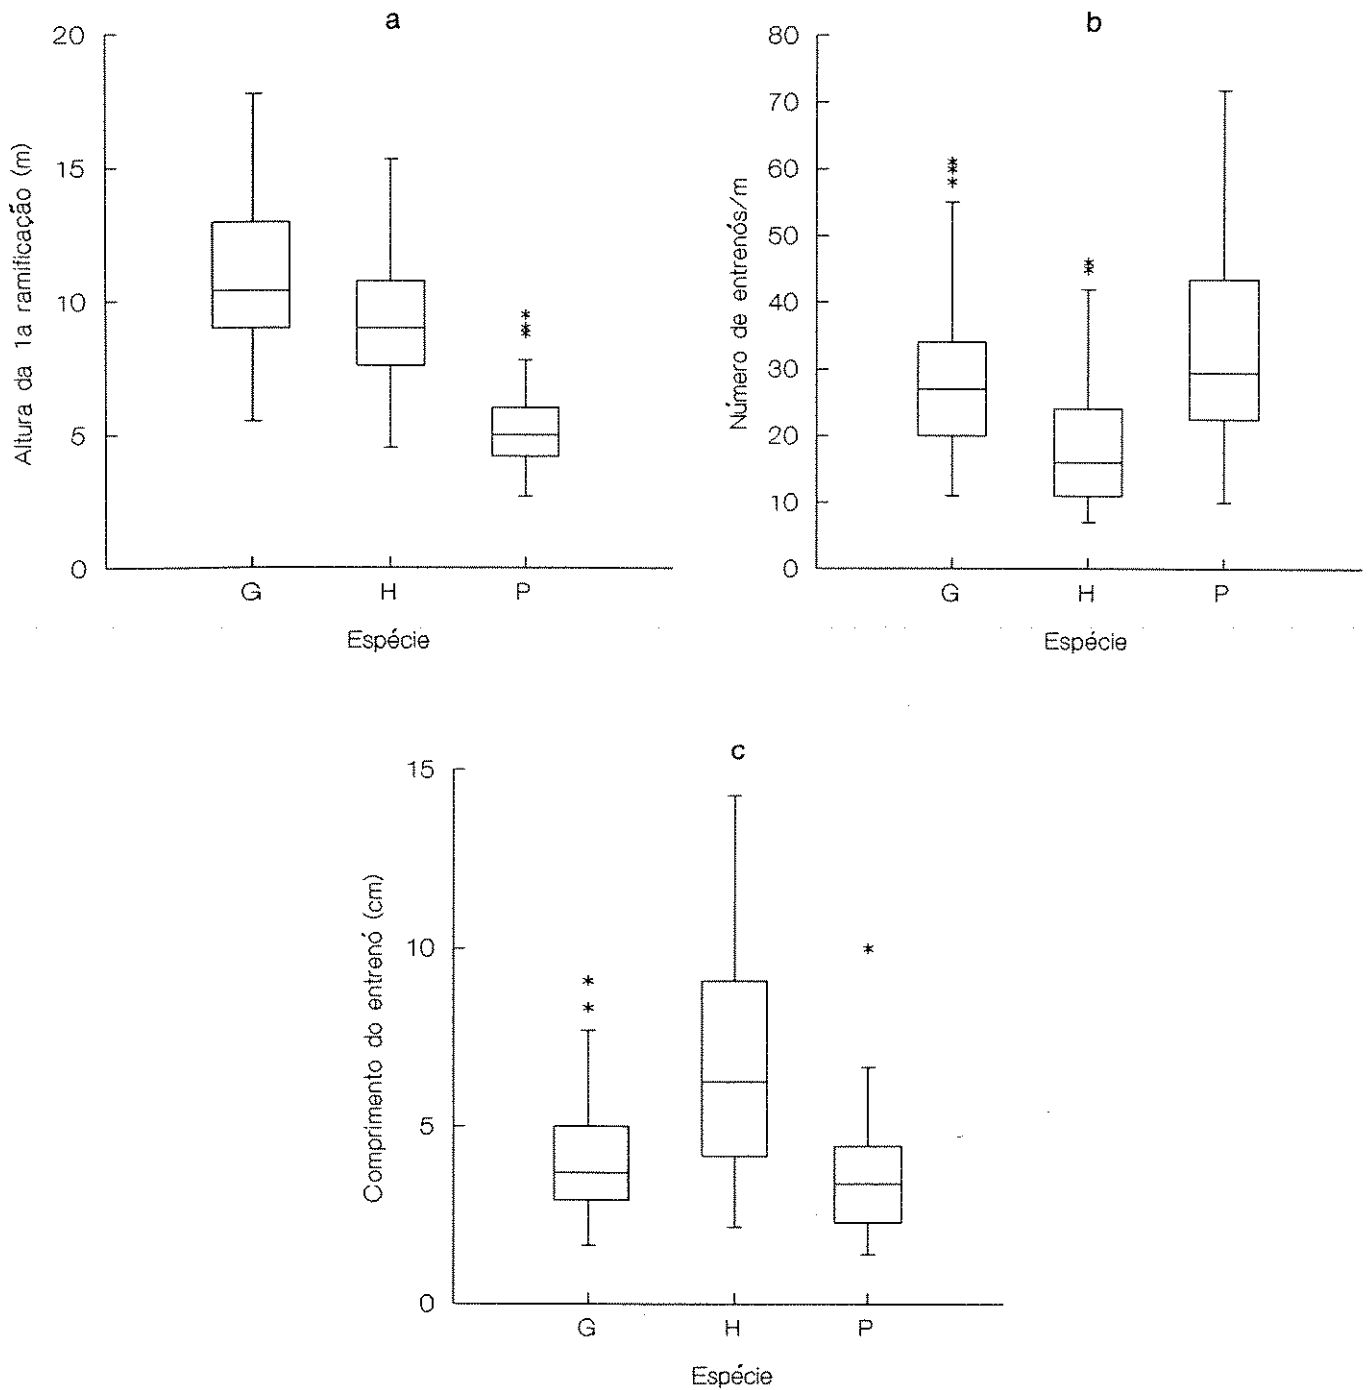 a
Altura da 1a ramificação (m)
20
15
10
5
0
G H P
Espécie
b
Número de entrenós/m
80
70
60
50
40
30
20
10
0
G H P
Espécie
c
Comprimento do entrenó (cm)
15
10
5
0
G H P
Espécie